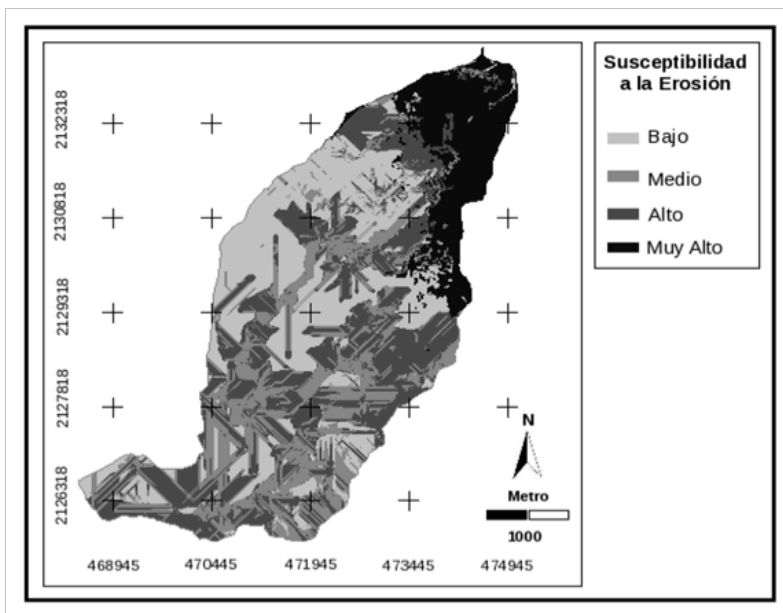 Susceptibilidad
a la Erosión
Bajo
Medio
Alto
Muy Alto
2132318
2130818
2129318
2127818
2126318
N
Metro
1000
468945
470445
471945
473445
474945